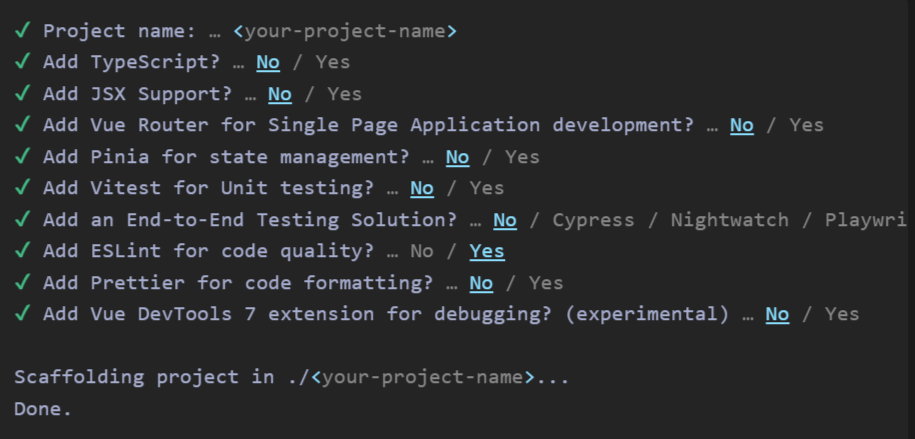 ✓ Project name: … <your-project-name>
✓ Add TypeScript? … No / Yes
✓ Add JSX Support? … No / Yes
✓ Add Vue Router for Single Page Application development? … No / Yes
✓ Add Pinia for state management? … No / Yes
✓ Add Vitest for Unit testing? … No / Yes
✓ Add an End-to-End Testing Solution? … No / Cypress / Nightwatch / Playwri
✓ Add ESLint for code quality? … No / Yes
✓ Add Prettier for code formatting? … No / Yes
✓ Add Vue DevTools 7 extension for debugging? (experimental) … No / Yes
Scaffolding project in ./<your-project-name>...
Done.